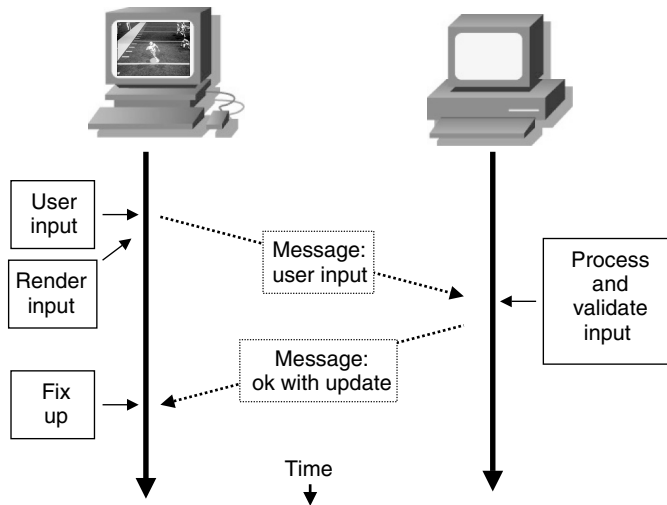 User
input
Render
input
Message:
user input
Process
and
validate
input
Message:
ok with update
Fix
up
Time